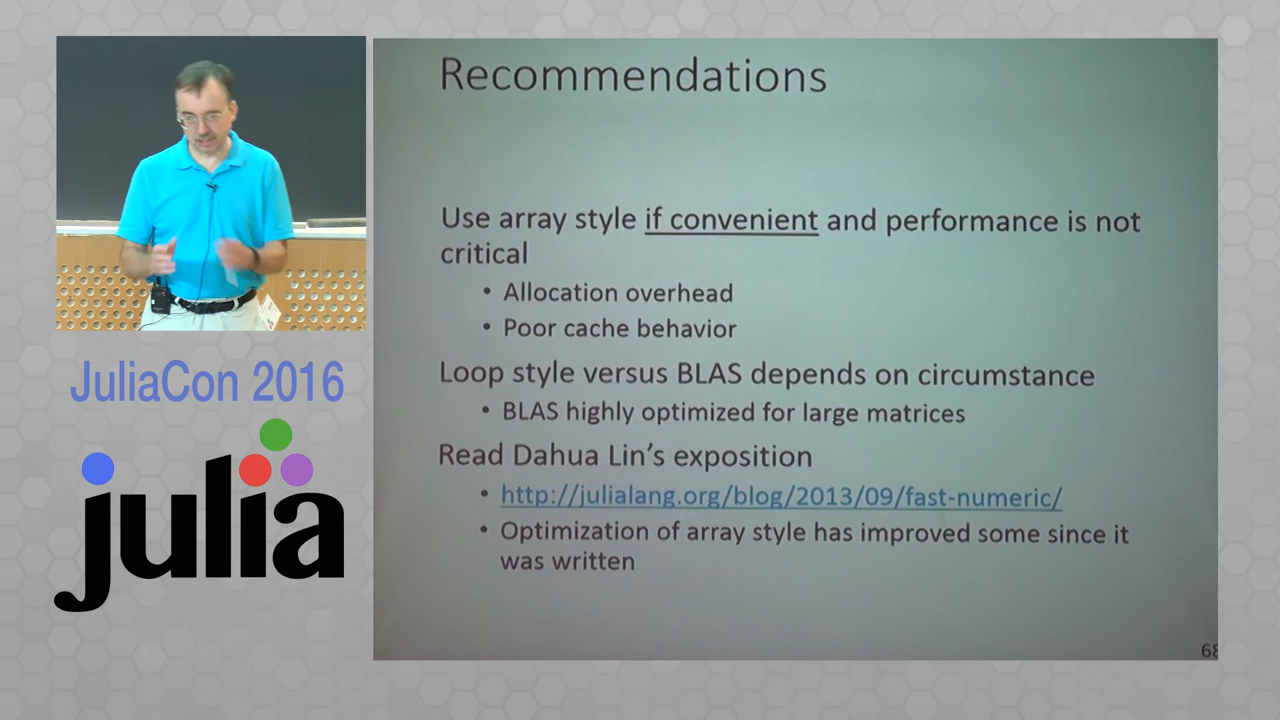 Recommendations
Use array style if convenient and performance is not
critical
• Allocation overhead
• Poor cache behavior
Loop style versus BLAS depends on circumstance
• BLAS highly optimized for large matrices
Read Dahua Lin's exposition
• http://julialang.org/blog/2013/09/fast-numeric/
• Optimization of array style has improved some since it
was written
68
JuliaCon 2016
julia